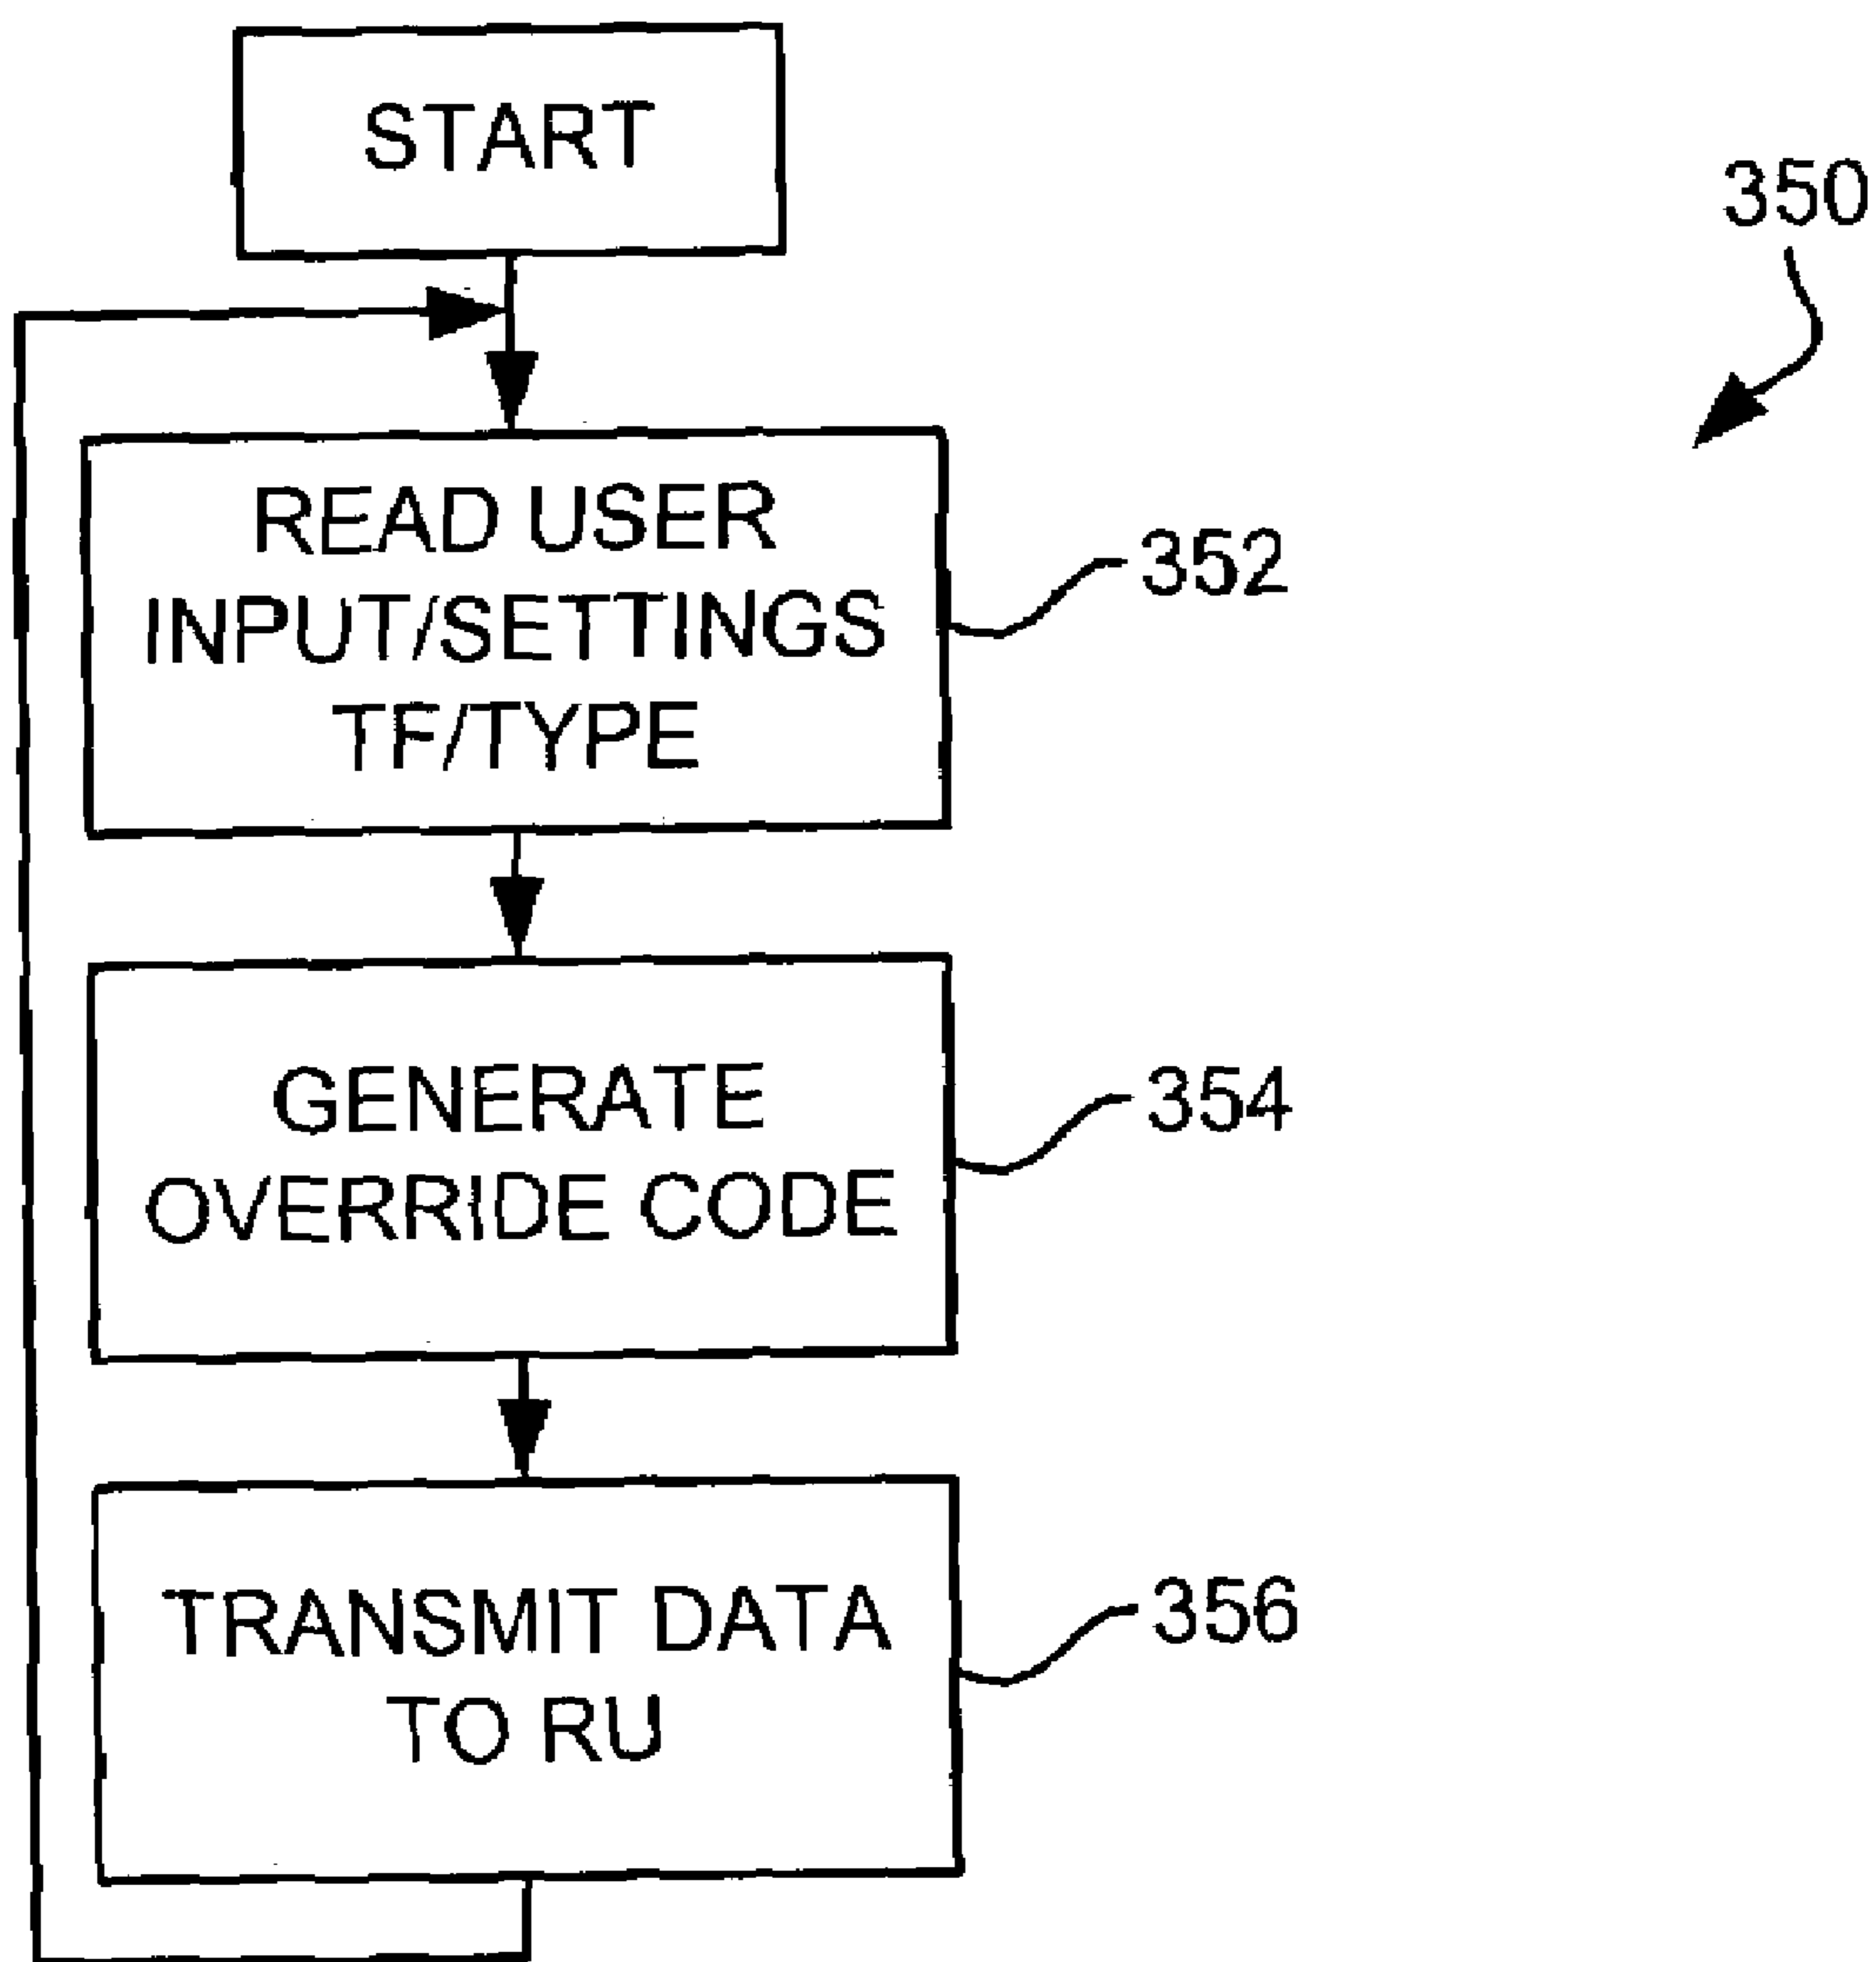 START
350
READ USER
INPUT/SETTINGS
TF/TYPE
352
GENERATE
OVERRIDE CODE
354
TRANSMIT DATA
TO RU
356